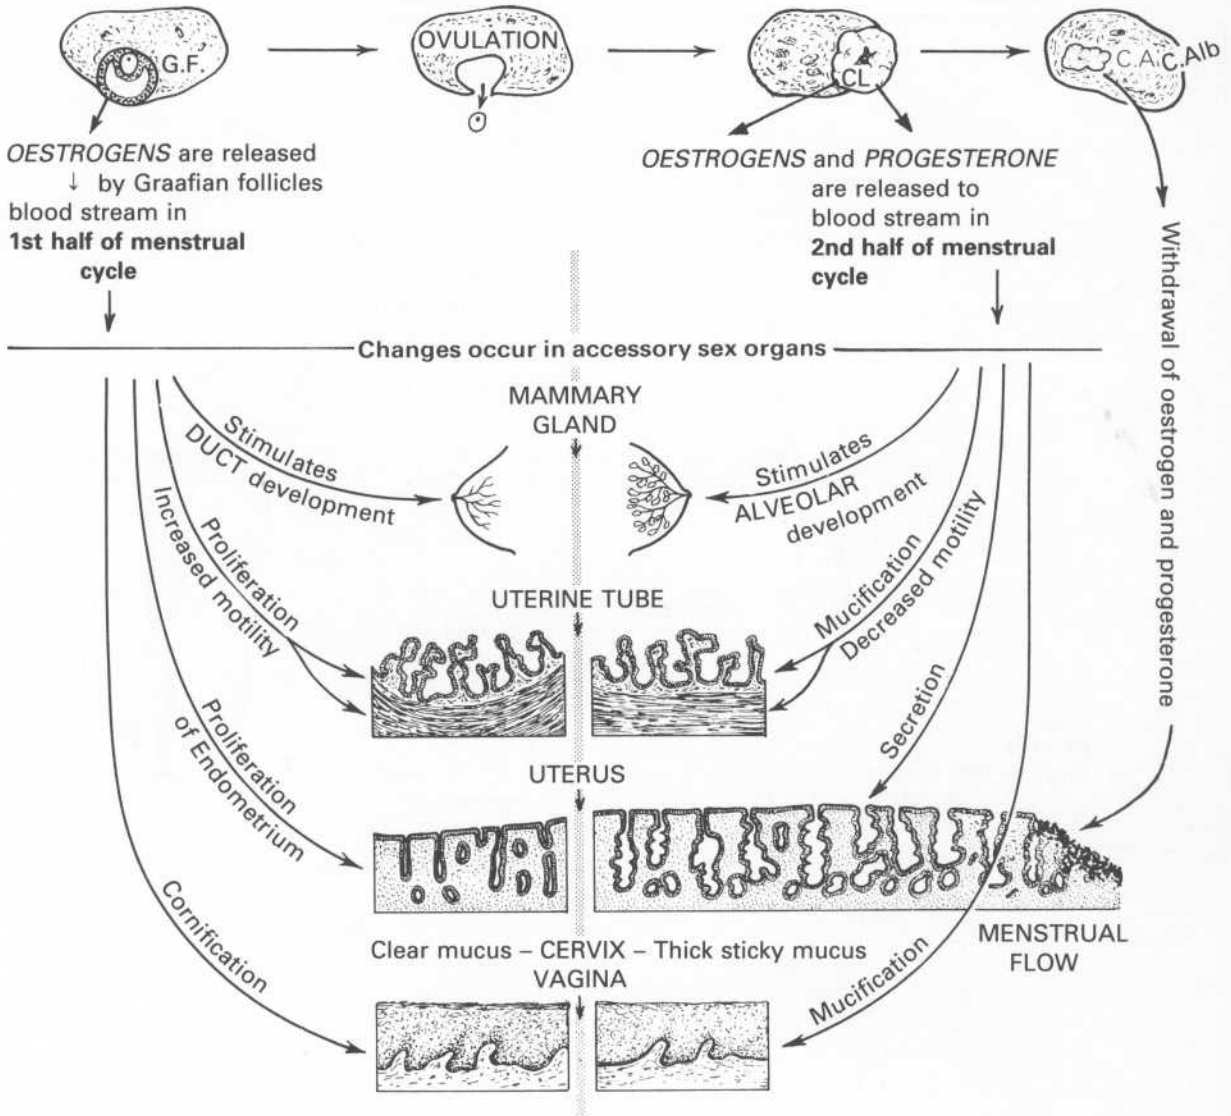 G.F.
OVULATION
CL
C.A.
C.Alb
OESTROGENS are released
↓ by Graafian follicles
blood stream in
1st half of menstrual
cycle
OESTROGENS and PROGESTERONE
are released to
blood stream in
2nd half of menstrual
cycle
Withdrawal of oestrogen and progesterone
Changes occur in accessory sex organs
MAMMARY
GLAND
Stimulates
DUCT development
Stimulates
ALVEOLAR
development
Proliferation
Increased motility
UTERINE TUBE
Mucification
Decreased motility
Proliferation
of Endometrium
UTERUS
Secretion
MENSTRUAL
FLOW
Clear mucus – CERVIX – Thick sticky mucus
VAGINA
Cornification
Mucification